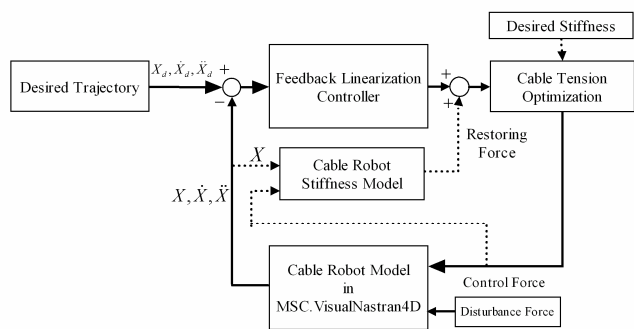 Desired Stiffness
Desired Trajectory
X_d, Ẋ_d, Ẍ_d
+
−
Feedback Linearization
Controller
+
+
Cable Tension
Optimization
Restoring
Force
X
Cable Robot
Stiffness Model
X, Ẋ, Ẍ
Cable Robot Model
in
MSC.VisualNastran4D
Control Force
Disturbance Force